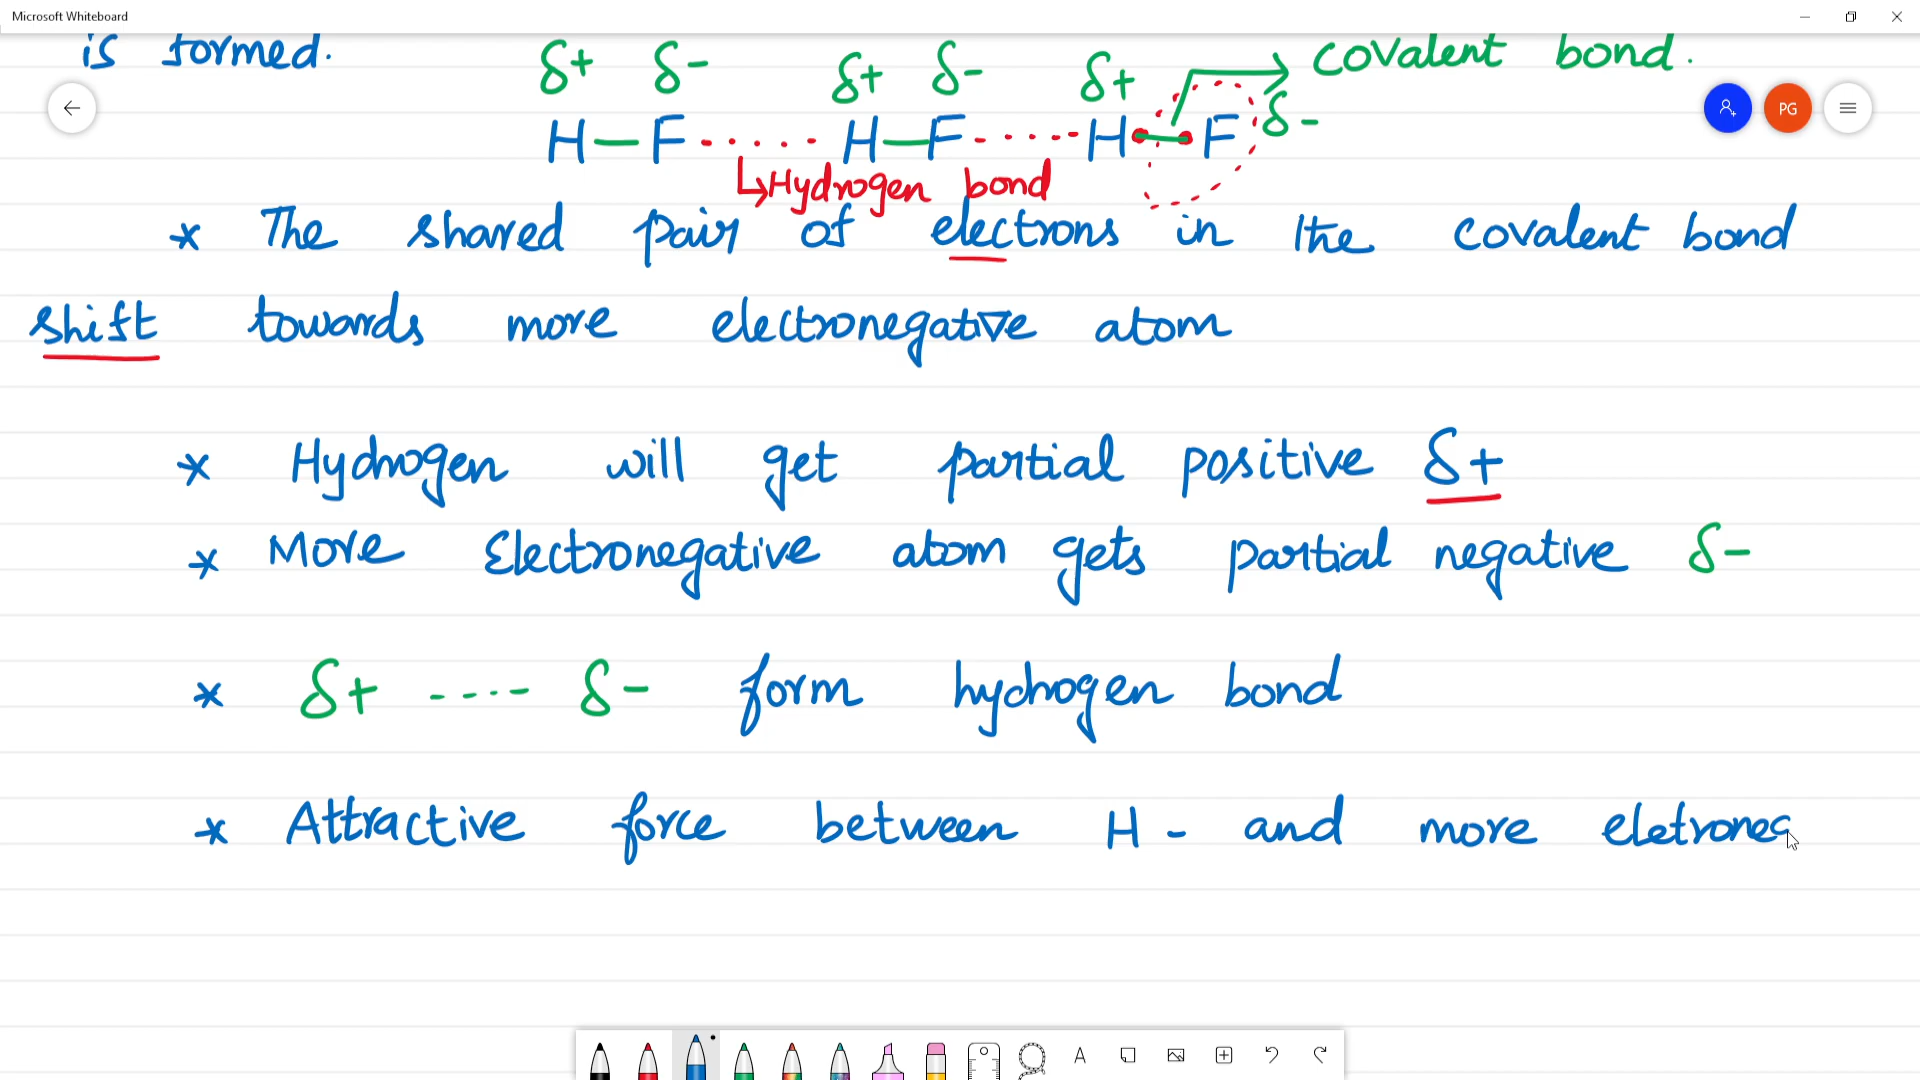 Microsoft Whiteboard
is formed.
δ+ δ- δ+ δ- δ+ covalent bond.
H-F ...... H-F ...... H-F δ-
Hydrogen bond
* The shared pair of electrons in the covalent bond
shift towards more electronegative atom
* Hydrogen will get partial positive δ+
* More Electronegative atom gets partial negative δ-
* δ+ ---- δ- form hydrogen bond
* Attractive force between H - and more eletroneg
PG
A